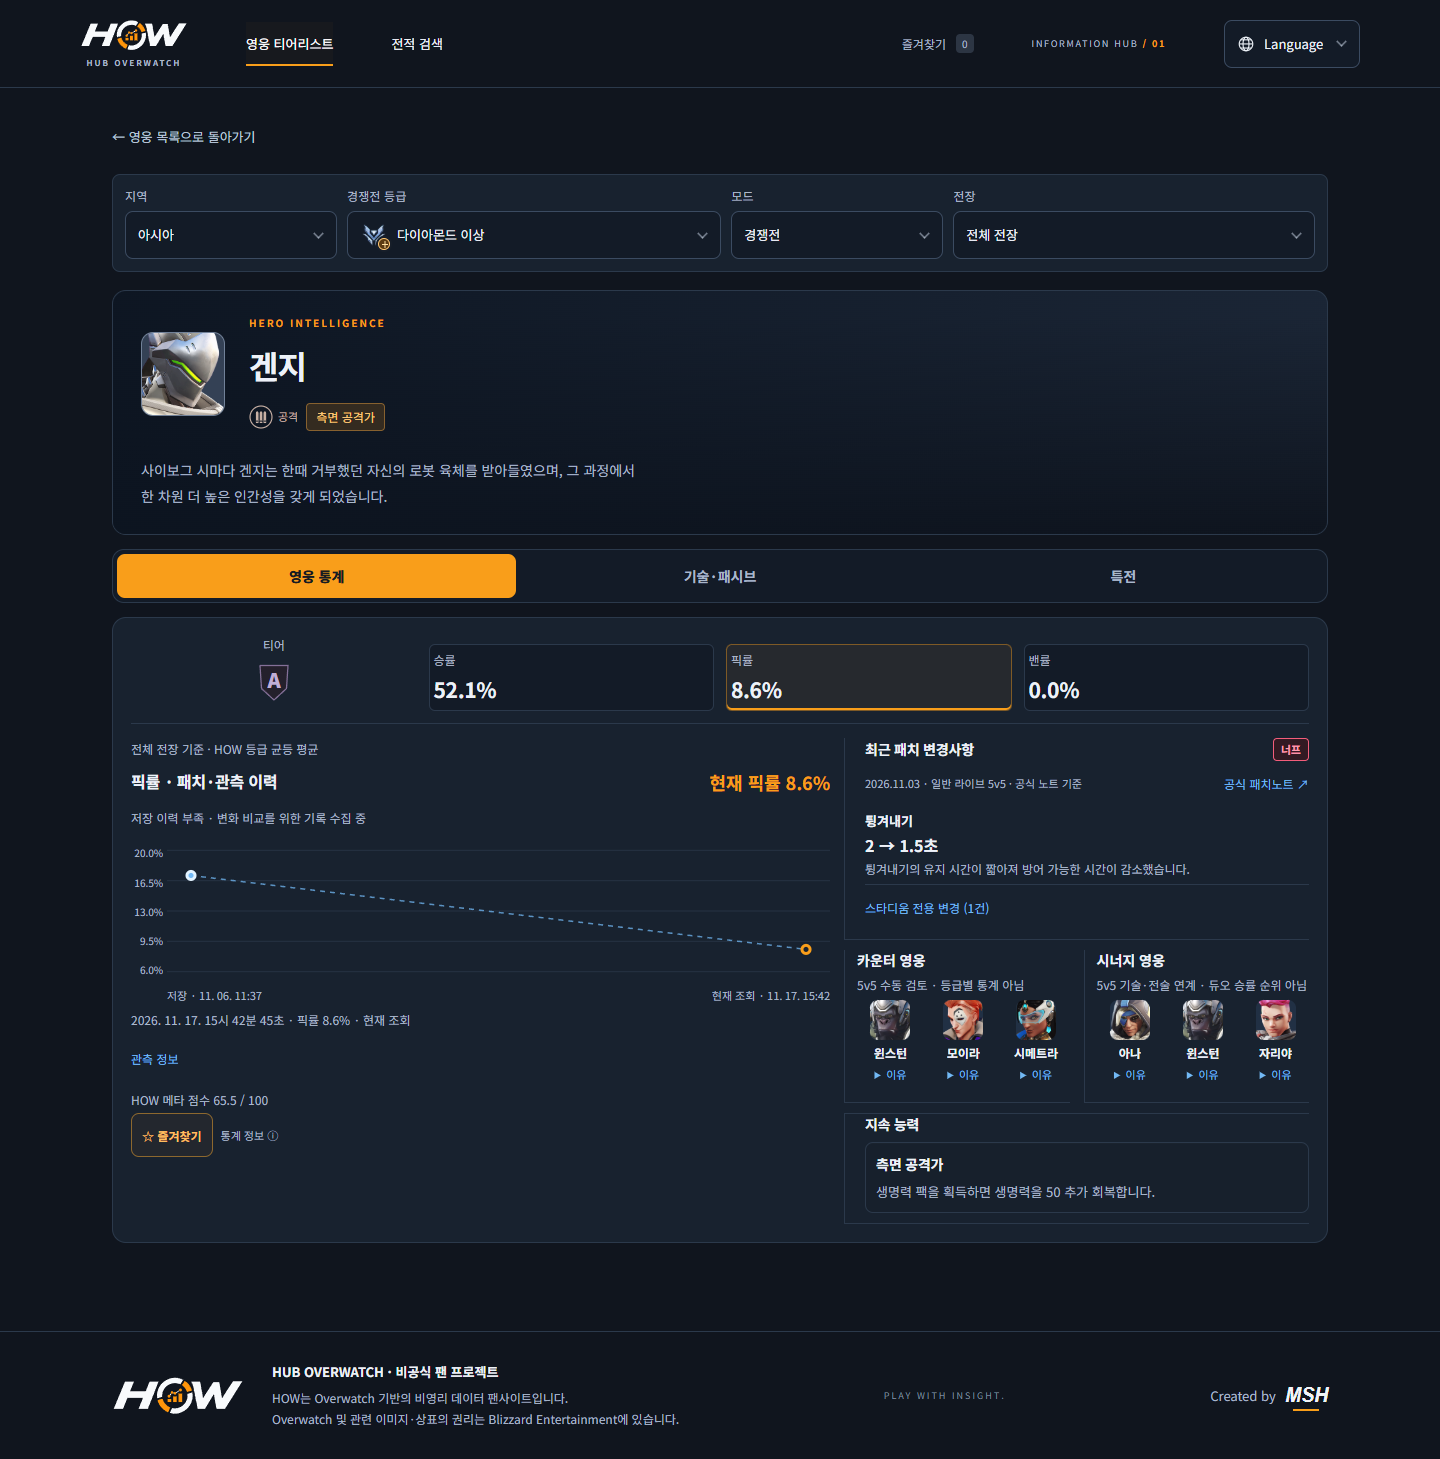 HOW
HUB OVERWATCH
영웅 티어리스트
전적 검색
즐겨찾기 0
INFORMATION HUB / 01
Language
← 영웅 목록으로 돌아가기
지역
경쟁전 등급
모드
전장
아시아
다이아몬드 이상
경쟁전
전체 전장
HERO INTELLIGENCE
겐지
공격
측면 공격가
사이보그 시마다 겐지는 한때 거부했던 자신의 로봇 육체를 받아들였으며, 그 과정에서
한 차원 더 높은 인간성을 갖게 되었습니다.
영웅 통계
기술·패시브
특전
티어
A
승률
52.1%
픽률
8.6%
밴률
0.0%
전체 전장 기준 · HOW 등급 균등 평균
픽률 · 패치·관측 이력
현재 픽률 8.6%
저장 이력 부족 · 변화 비교를 위한 기록 수집 중
20.0%
16.5%
13.0%
9.5%
6.0%
저장 · 11. 06. 11:37
현재 조회 · 11. 17. 15:42
2026. 11. 17. 15시 42분 45초 · 픽률 8.6% · 현재 조회
관측 정보
HOW 메타 점수 65.5 / 100
☆ 즐겨찾기
통계 정보 ⓘ
최근 패치 변경사항
너프
2026.11.03 · 일반 라이브 5v5 · 공식 노트 기준
공식 패치노트 ↗
튕겨내기
2 → 1.5초
튕겨내기의 유지 시간이 짧아져 방어 가능한 시간이 감소했습니다.
스타디움 전용 변경 (1건)
카운터 영웅
5v5 수동 검토 · 등급별 통계 아님
윈스턴
모이라
시메트라
▶ 이유
▶ 이유
▶ 이유
시너지 영웅
5v5 기술·전술 연계 · 듀오 승률 순위 아님
아나
윈스턴
자리야
▶ 이유
▶ 이유
▶ 이유
지속 능력
측면 공격가
생명력 팩을 획득하면 생명력을 50 추가 회복합니다.
HOW
HUB OVERWATCH · 비공식 팬 프로젝트
HOW는 Overwatch 기반의 비영리 데이터 팬사이트입니다.
Overwatch 및 관련 이미지·상표의 권리는 Blizzard Entertainment에 있습니다.
PLAY WITH INSIGHT.
Created by MSH